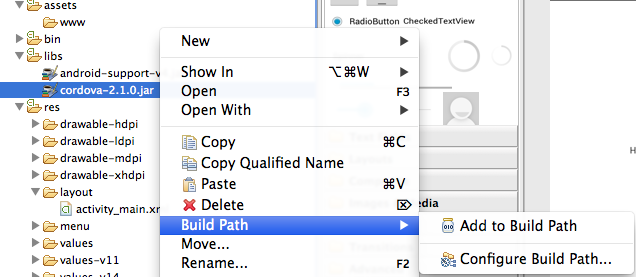 assets
www
bin
libs
android-support-v
cordova-2.1.0.jar
res
drawable-hdpi
drawable-ldpi
drawable-mdpi
drawable-xhdpi
layout
activity_main.xm
menu
values
values-v11
values-v14
RadioButton CheckedTextView
New
Show In ⌥⌘W
Open F3
Open With
Copy ⌘C
Copy Qualified Name
Paste ⌘V
Delete ⌦
Build Path
Move...
Rename... F2
edia
H
Add to Build Path
Configure Build Path...